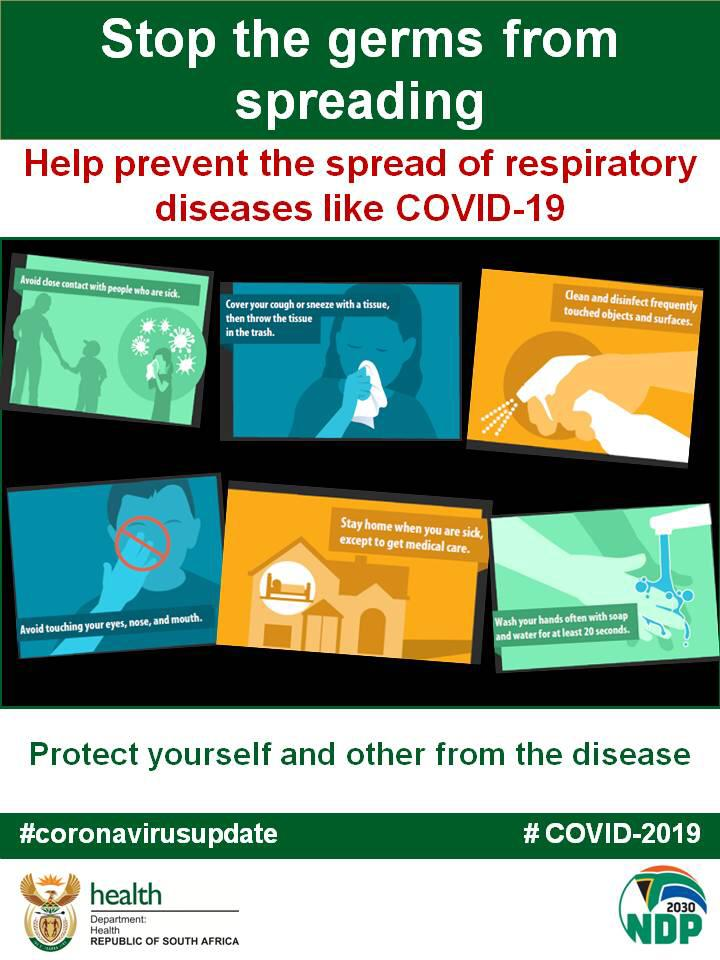 Stop the germs from
spreading
Help prevent the spread of respiratory
diseases like COVID-19
Avoid close contact with people who are sick.
Cover your cough or sneeze with a tissue,
then throw the tissue
in the trash.
Clean and disinfect frequently
touched objects and surfaces.
Avoid touching your eyes, nose, and mouth.
Stay home when you are sick,
except to get medical care.
Wash your hands often with soap
and water for at least 20 seconds.
Protect yourself and other from the disease
#coronavirusupdate
# COVID-2019
health
Department:
Health
REPUBLIC OF SOUTH AFRICA
2030
NDP